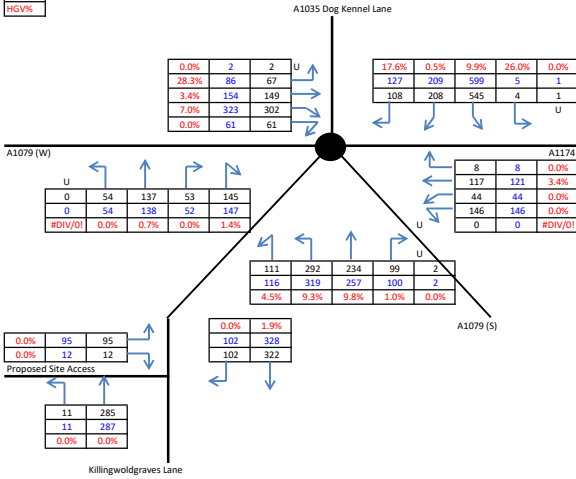 HGV%
A1035 Dog Kennel Lane
0.0% 2 2 U
28.3% 86 67
3.4% 154 149
7.0% 323 302
0.0% 61 61
17.6% 0.5% 9.9% 26.0% 0.0%
127 209 599 5 1
108 208 545 4 1
U
A1079 (W)
A1174
U
0 54 137 53 145
0 54 138 52 147
#DIV/0! 0.0% 0.7% 0.0% 1.4%
8 8 0.0%
117 121 3.4%
44 44 0.0%
146 146 0.0%
U 0 0 #DIV/0!
U
111 292 234 99 2
116 319 257 100 2
4.5% 9.3% 9.8% 1.0% 0.0%
A1079 (S)
0.0% 95 95
0.0% 12 12
0.0% 1.9%
102 328
102 322
Proposed Site Access
11 285
11 287
0.0% 0.0%
Killingwoldgraves Lane